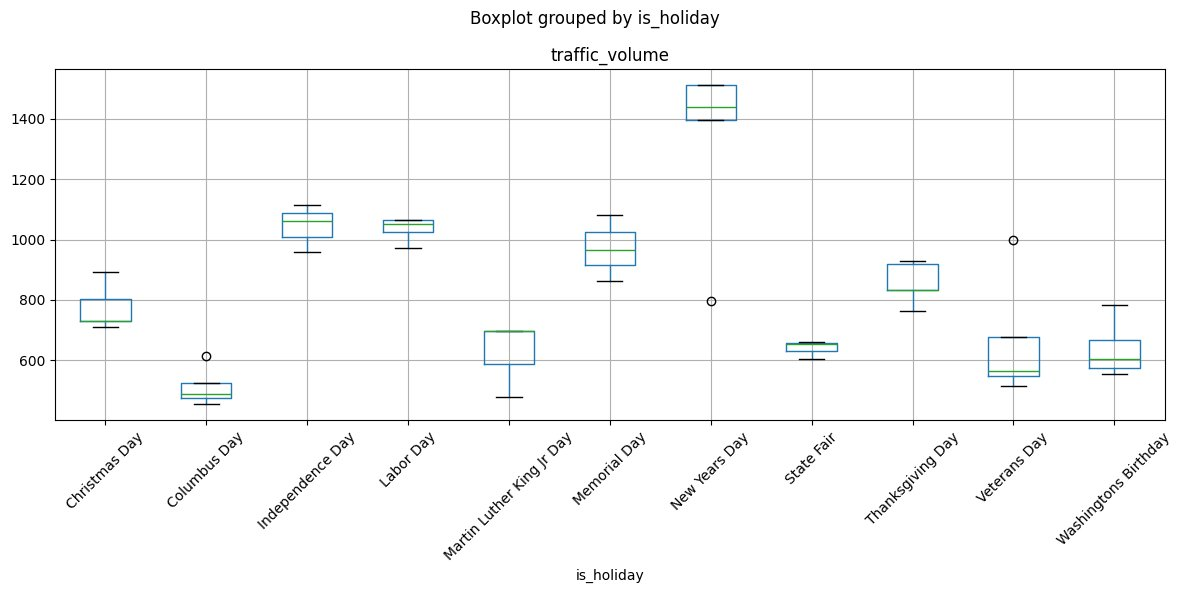 Boxplot grouped by is_holiday
traffic_volume
1400
1200
1000
800
600
Christmas Day
Columbus Day
Independence Day
Labor Day
Martin Luther King Jr Day
Memorial Day
New Years Day
State Fair
Thanksgiving Day
Veterans Day
Washingtons Birthday
is_holiday